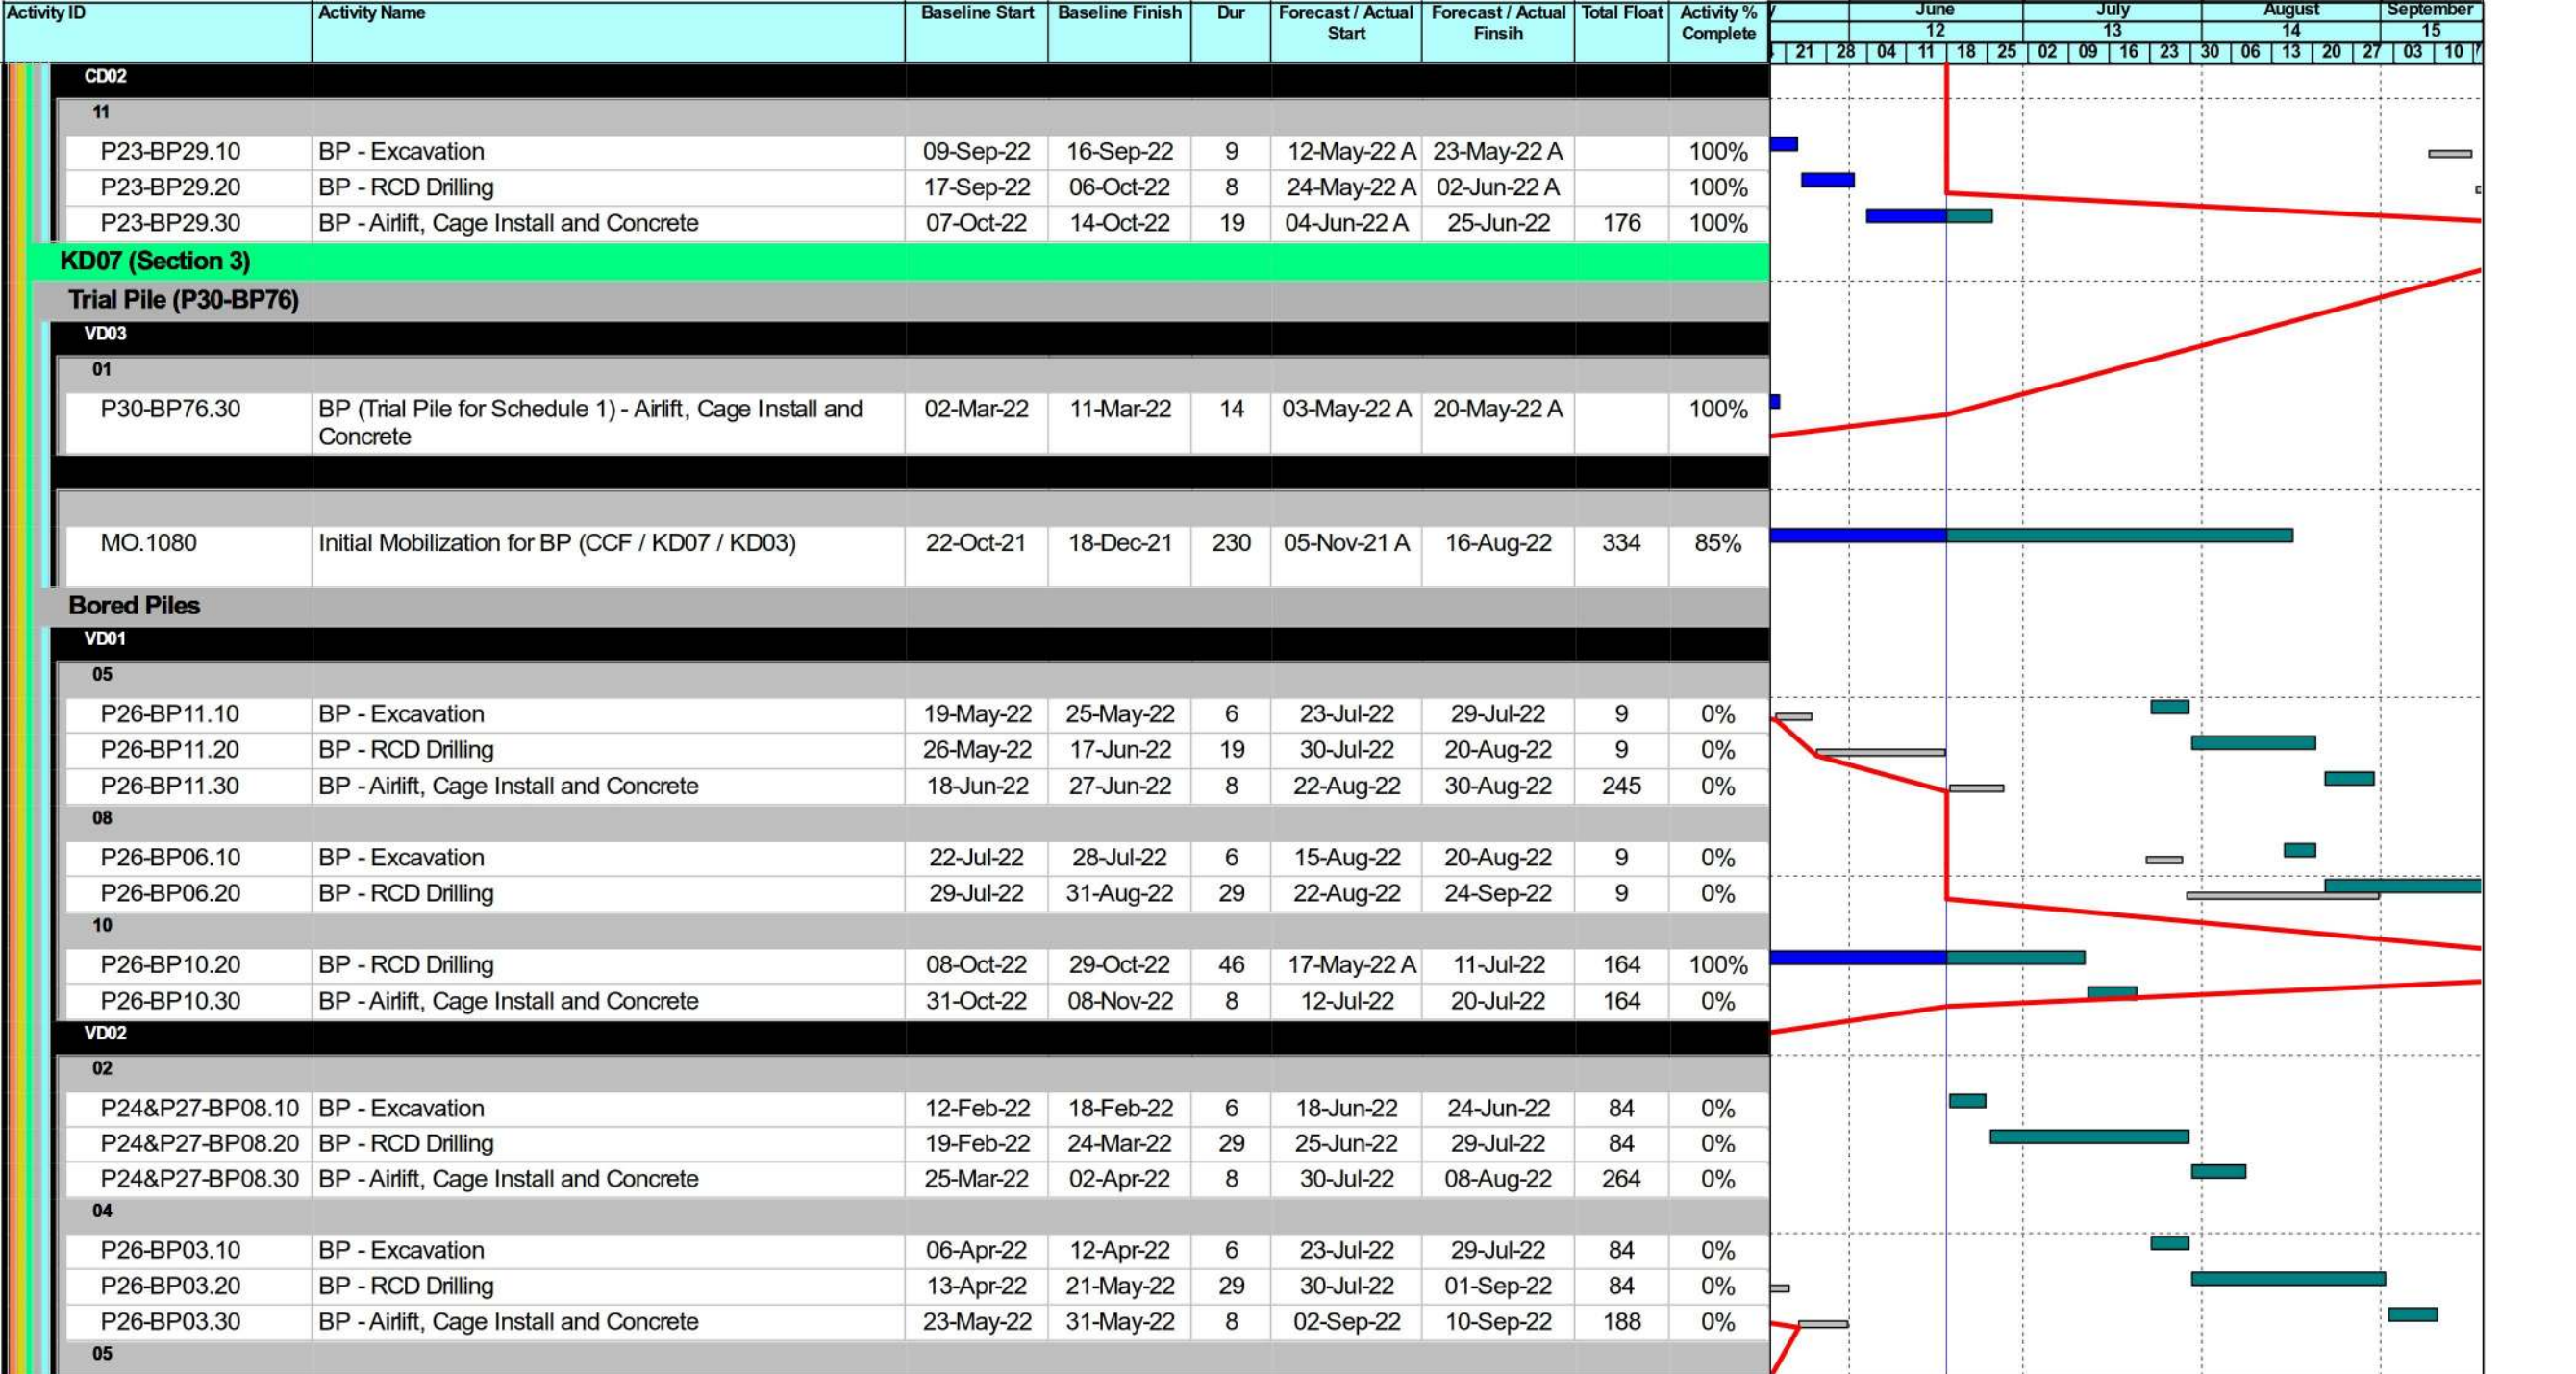 Activity ID Activity Name Baseline Start Baseline Finish Dur Forecast / Actual Start Forecast / Actual Finsih Total Float Activity % Complete
June July August September
12 13 14 15
21 28 04 11 18 25 02 09 16 23 30 06 13 20 27 03 10
CD02
11
P23-BP29.10 BP - Excavation 09-Sep-22 16-Sep-22 9 12-May-22 A 23-May-22 A 100%
P23-BP29.20 BP - RCD Drilling 17-Sep-22 06-Oct-22 8 24-May-22 A 02-Jun-22 A 100%
P23-BP29.30 BP - Airlift, Cage Install and Concrete 07-Oct-22 14-Oct-22 19 04-Jun-22 A 25-Jun-22 176 100%
KD07 (Section 3)
Trial Pile (P30-BP76)
VD03
01
P30-BP76.30 BP (Trial Pile for Schedule 1) - Airlift, Cage Install and Concrete 02-Mar-22 11-Mar-22 14 03-May-22 A 20-May-22 A 100%
MO.1080 Initial Mobilization for BP (CCF / KD07 / KD03) 22-Oct-21 18-Dec-21 230 05-Nov-21 A 16-Aug-22 334 85%
Bored Piles
VD01
05
P26-BP11.10 BP - Excavation 19-May-22 25-May-22 6 23-Jul-22 29-Jul-22 9 0%
P26-BP11.20 BP - RCD Drilling 26-May-22 17-Jun-22 19 30-Jul-22 20-Aug-22 9 0%
P26-BP11.30 BP - Airlift, Cage Install and Concrete 18-Jun-22 27-Jun-22 8 22-Aug-22 30-Aug-22 245 0%
08
P26-BP06.10 BP - Excavation 22-Jul-22 28-Jul-22 6 15-Aug-22 20-Aug-22 9 0%
P26-BP06.20 BP - RCD Drilling 29-Jul-22 31-Aug-22 29 22-Aug-22 24-Sep-22 9 0%
10
P26-BP10.20 BP - RCD Drilling 08-Oct-22 29-Oct-22 46 17-May-22 A 11-Jul-22 164 100%
P26-BP10.30 BP - Airlift, Cage Install and Concrete 31-Oct-22 08-Nov-22 8 12-Jul-22 20-Jul-22 164 0%
VD02
02
P24&P27-BP08.10 BP - Excavation 12-Feb-22 18-Feb-22 6 18-Jun-22 24-Jun-22 84 0%
P24&P27-BP08.20 BP - RCD Drilling 19-Feb-22 24-Mar-22 29 25-Jun-22 29-Jul-22 84 0%
P24&P27-BP08.30 BP - Airlift, Cage Install and Concrete 25-Mar-22 02-Apr-22 8 30-Jul-22 08-Aug-22 264 0%
04
P26-BP03.10 BP - Excavation 06-Apr-22 12-Apr-22 6 23-Jul-22 29-Jul-22 84 0%
P26-BP03.20 BP - RCD Drilling 13-Apr-22 21-May-22 29 30-Jul-22 01-Sep-22 84 0%
P26-BP03.30 BP - Airlift, Cage Install and Concrete 23-May-22 31-May-22 8 02-Sep-22 10-Sep-22 188 0%
05